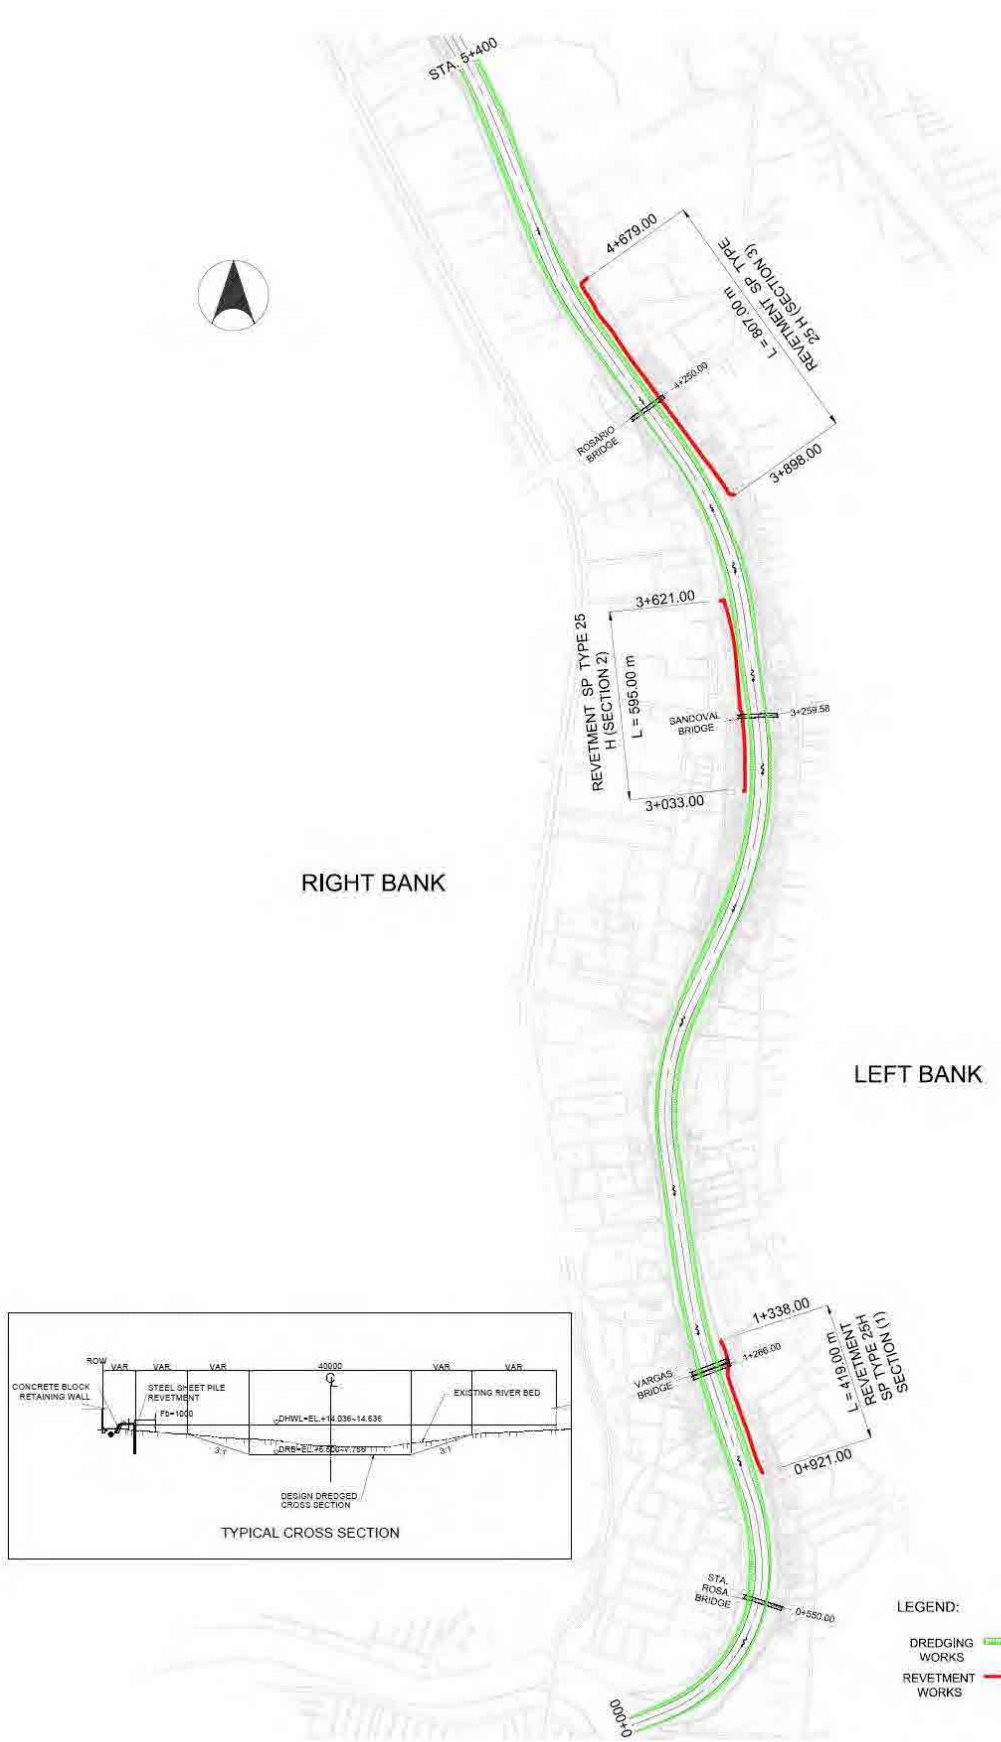 STA. 5+400
4+679.00
REVETMENT SP TYPE
25 H (SECTION 3)
L = 807.00 m
4+250.00
ROSARIO
BRIDGE
3+898.00
3+621.00
REVETMENT SP TYPE 25
H (SECTION 2)
L = 595.00 m
SANDOVAL
BRIDGE
3+259.58
3+033.00
RIGHT BANK
LEFT BANK
1+338.00
L = 419.00 m
REVETMENT
SP TYPE 25H
SECTION (1)
1+266.00
VARGAS
BRIDGE
0+921.00
ROW
VAR.
VAR.
VAR.
40000
VAR.
VAR.
CONCRETE BLOCK
RETAINING WALL
STEEL SHEET PILE
REVETMENT
Fb=1000
EXISTING RIVER BED
DHWL=EL.+14.036~14.636
3:1
3:1
DESIGN DREDGED
CROSS SECTION
TYPICAL CROSS SECTION
STA.
ROSA
BRIDGE
0+550.00
0+000
LEGEND:
DREDGING
WORKS
REVETMENT
WORKS